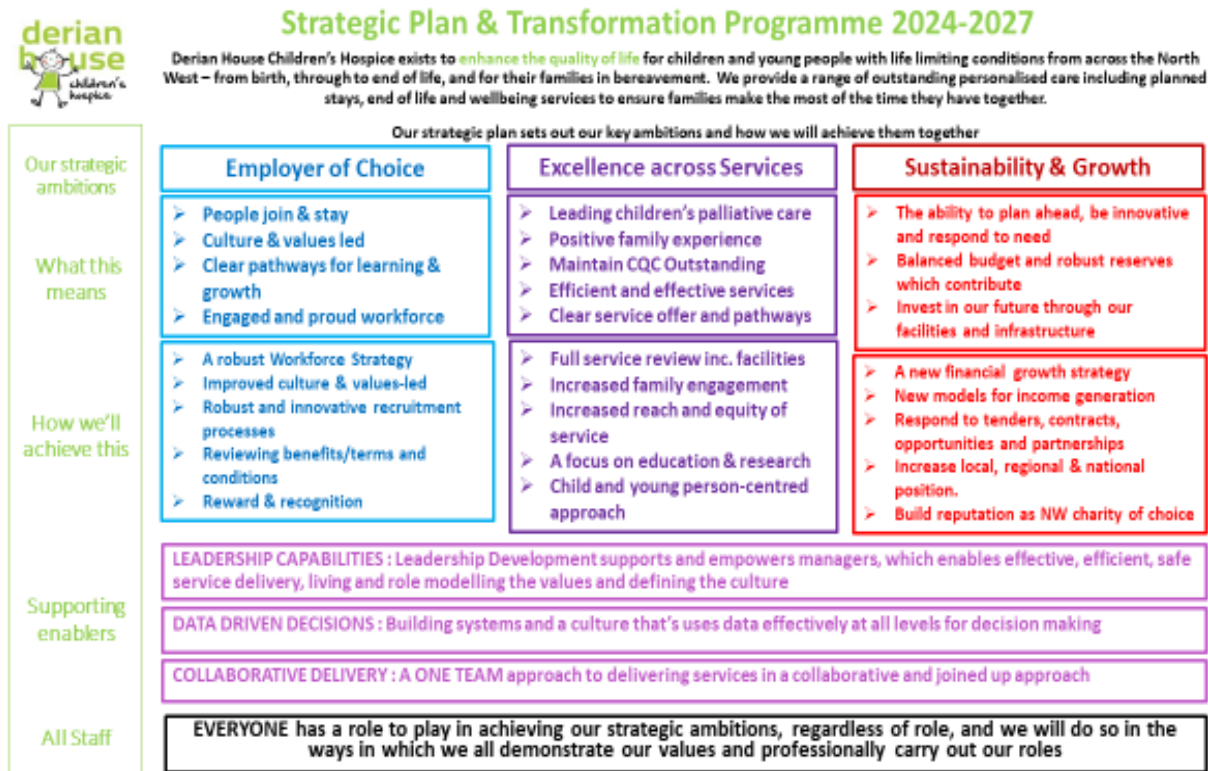 derian
house
children's
hospice
Strategic Plan & Transformation Programme 2024-2027
Derian House Children's Hospice exists to enhance the quality of life for children and young people with life limiting conditions from across the North
West – from birth, through to end of life, and for their families in bereavement. We provide a range of outstanding personalised care including planned
stays, end of life and wellbeing services to ensure families make the most of the time they have together.
Our strategic plan sets out our key ambitions and how we will achieve them together
Our strategic
ambitions
Employer of Choice
Excellence across Services
Sustainability & Growth
What this
means
➢ People join & stay
➢ Culture & values led
➢ Clear pathways for learning &
growth
➢ Engaged and proud workforce
➢ Leading children's palliative care
➢ Positive family experience
➢ Maintain CQC Outstanding
➢ Efficient and effective services
➢ Clear service offer and pathways
➢ The ability to plan ahead, be innovative
and respond to need
➢ Balanced budget and robust reserves
which contribute
➢ Invest in our future through our
facilities and infrastructure
How we'll
achieve this
➢ A robust Workforce Strategy
➢ Improved culture & values-led
➢ Robust and innovative recruitment
processes
➢ Reviewing benefits/terms and
conditions
➢ Reward & recognition
➢ Full service review inc. facilities
➢ Increased family engagement
➢ Increased reach and equity of
service
➢ A focus on education & research
➢ Child and young person-centred
approach
➢ A new financial growth strategy
➢ New models for income generation
➢ Respond to tenders, contracts,
opportunities and partnerships
➢ Increase local, regional & national
position.
➢ Build reputation as NW charity of choice
Supporting
enablers
LEADERSHIP CAPABILITIES : Leadership Development supports and empowers managers, which enables effective, efficient, safe
service delivery, living and role modelling the values and defining the culture
DATA DRIVEN DECISIONS : Building systems and a culture that's uses data effectively at all levels for decision making
COLLABORATIVE DELIVERY : A ONE TEAM approach to delivering services in a collaborative and joined up approach
All Staff
EVERYONE has a role to play in achieving our strategic ambitions, regardless of role, and we will do so in the
ways in which we all demonstrate our values and professionally carry out our roles